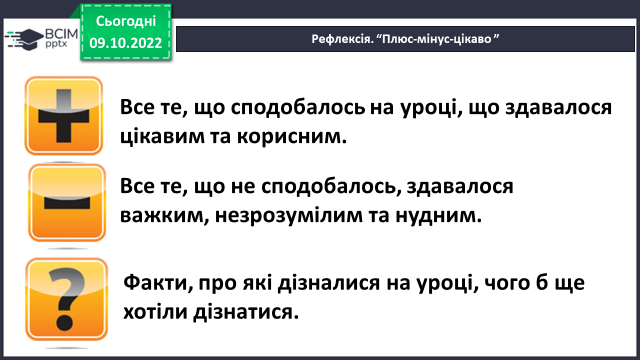 BCIM
pptx
Сьогодні
09.10.2022
Рефлексія. “Плюс-мінус-цікаво”
Все те, що сподобалось на уроці, що здавалося
цікавим та корисним.
Все те, що не сподобалось, здавалося
важким, незрозумілим та нудним.
Факти, про які дізналися на уроці, чого б ще
хотіли дізнатися.